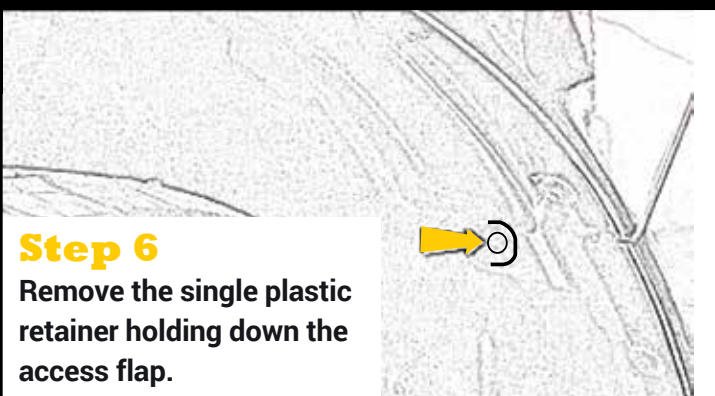 Step 6
Remove the single plastic
retainer holding down the
access flap.